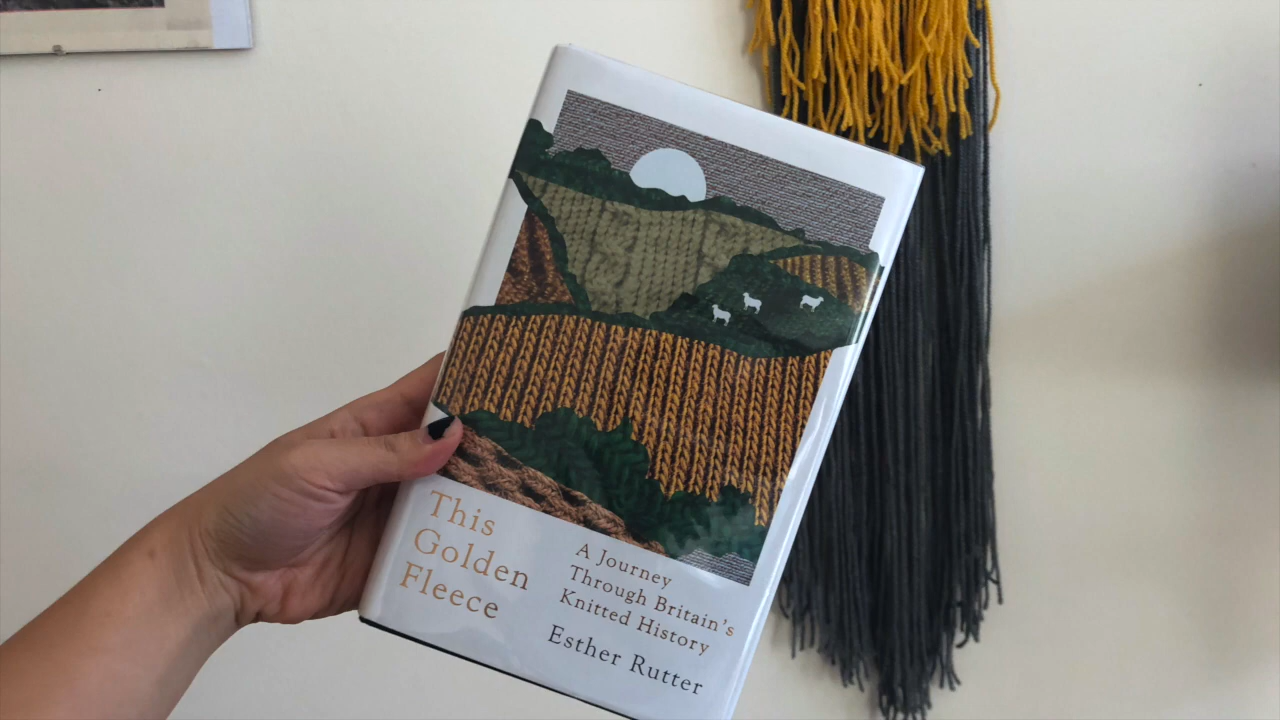 This
Golden
Fleece
A Journey
Through Britain's
Knitted History
Esther Rutter